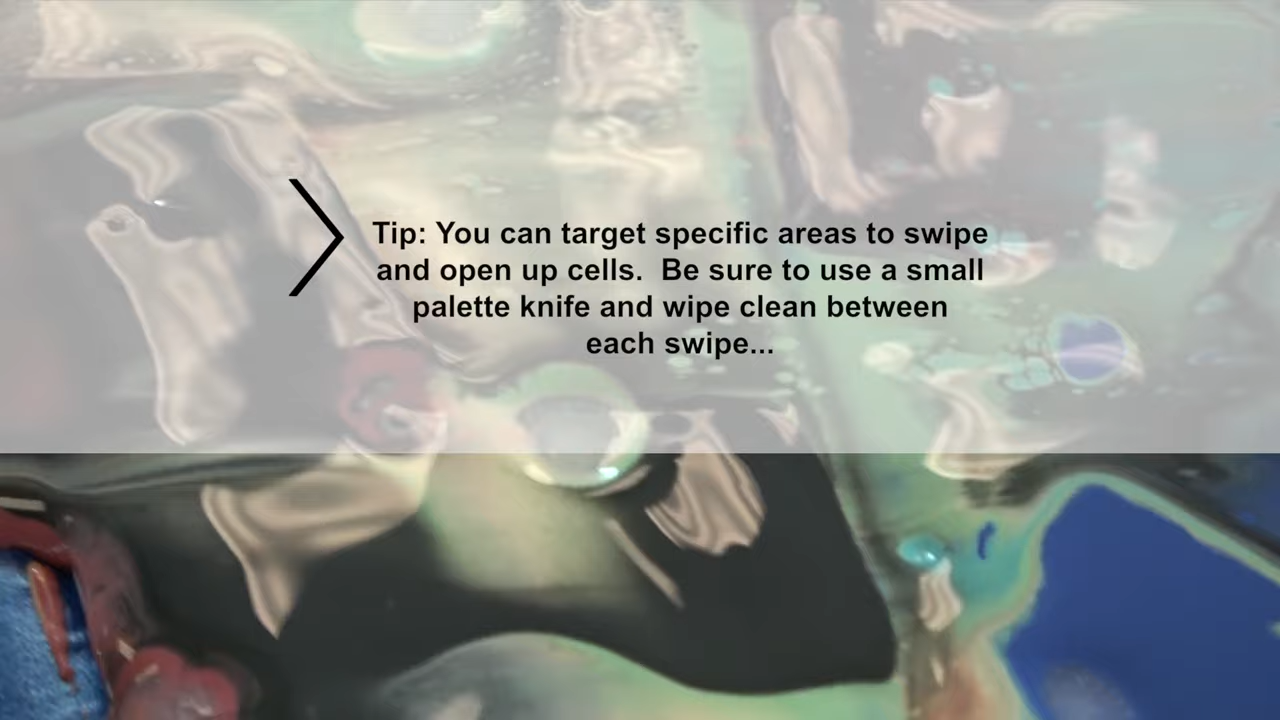 Tip: You can target specific areas to swipe
and open up cells.  Be sure to use a small
palette knife and wipe clean between
each swipe...